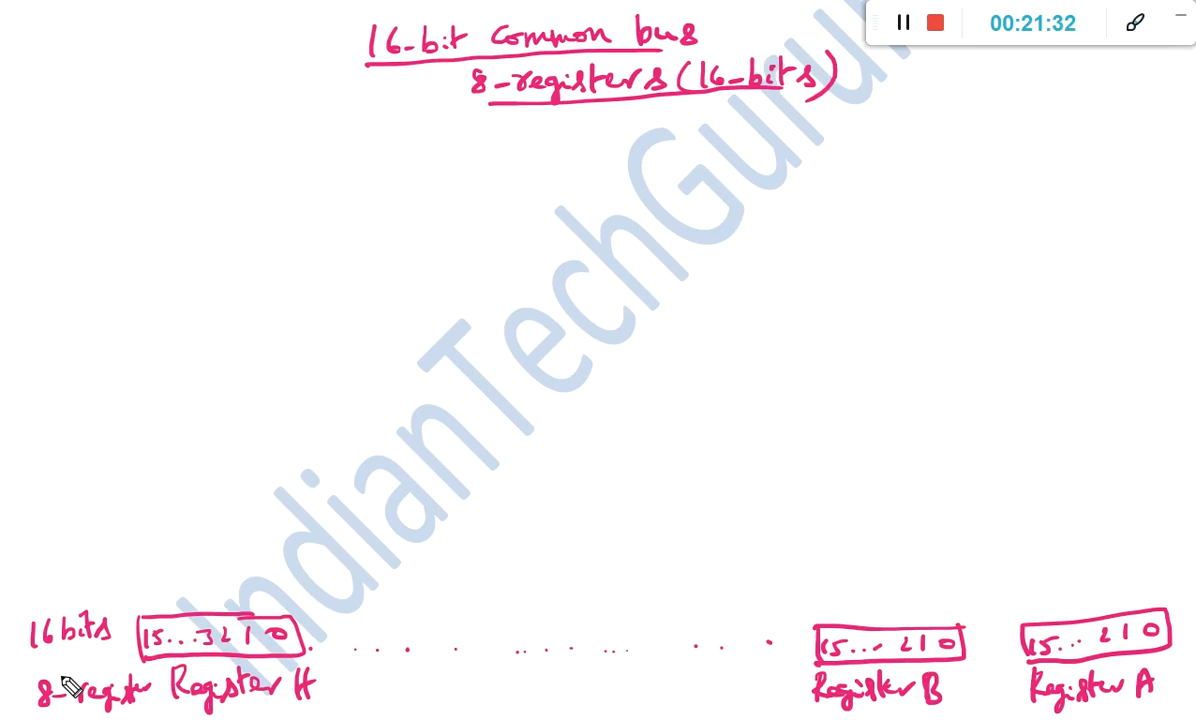 00:21:32
16-bit common bus
8-registers (16-bits)
IndianTechGuru
16 bits 15...3 2 1 0 . . . . . . . . . . . . . 15... 2 1 0 15... 2 1 0
8-register Register H Register B Register A